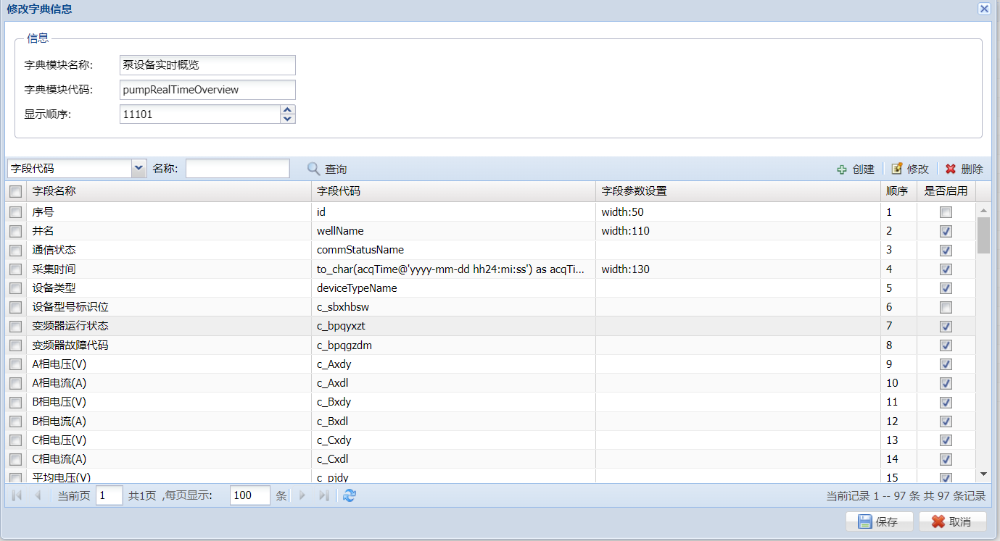 修改字典信息
信息
字典模块名称: 泵设备实时概览
字典模块代码: pumpRealTimeOverview
显示顺序: 11101
字段代码 名称: 查询 创建 修改 删除
字段名称 字段代码 字段参数设置 顺序 是否启用
序号 id width:50 1
井名 wellName width:110 2
通信状态 commStatusName 3
采集时间 to_char(acqTime@'yyyy-mm-dd hh24:mi:ss') as acqTi... width:130 4
设备类型 deviceTypeName 5
设备型号标识位 c_sbxhbsw 6
变频器运行状态 c_bpqyxzt 7
变频器故障代码 c_bpqgzdm 8
A相电压(V) c_Axdy 9
A相电流(A) c_Axdl 10
B相电压(V) c_Bxdy 11
B相电流(A) c_Bxdl 12
C相电压(V) c_Cxdy 13
C相电流(A) c_Cxdl 14
平均电压(V) c_pjdy 15
当前页 1 共1页 ,每页显示: 100 条 当前记录 1 -- 97 条 共 97 条记录
保存 取消